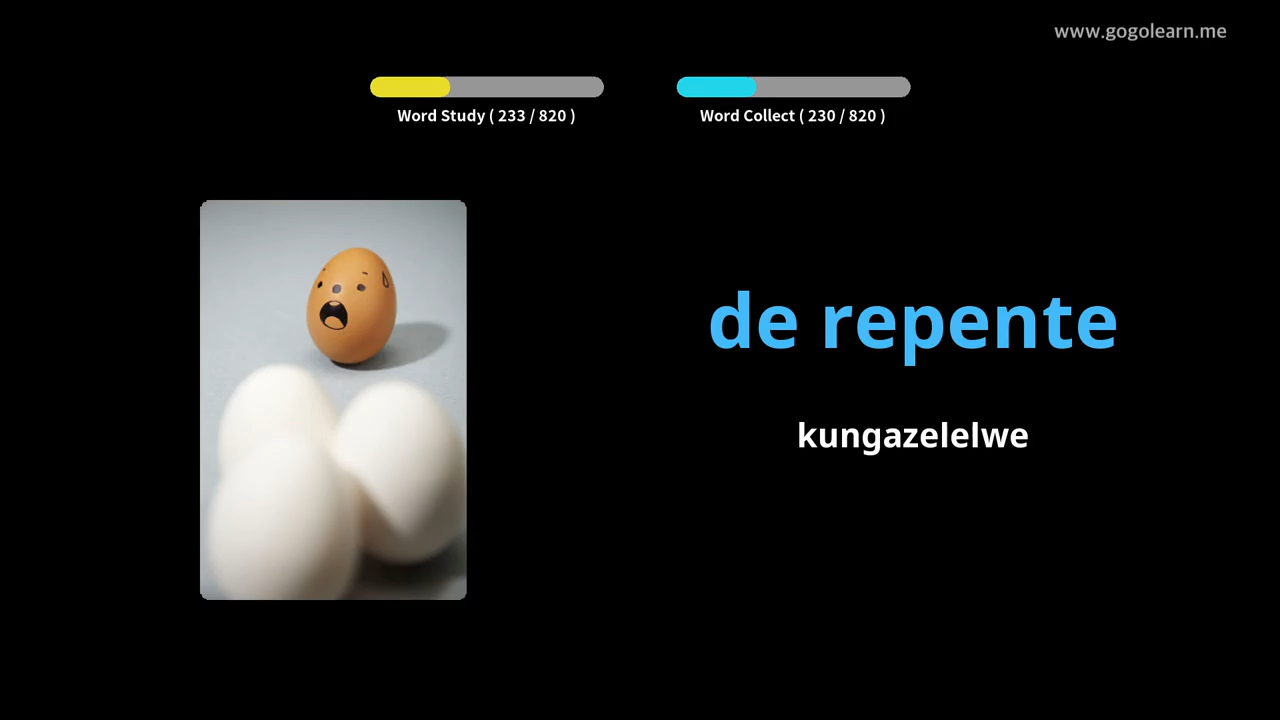 www.gogolearn.me
Word Study ( 233 / 820 )
Word Collect ( 230 / 820 )
de repente
kungazelelwe